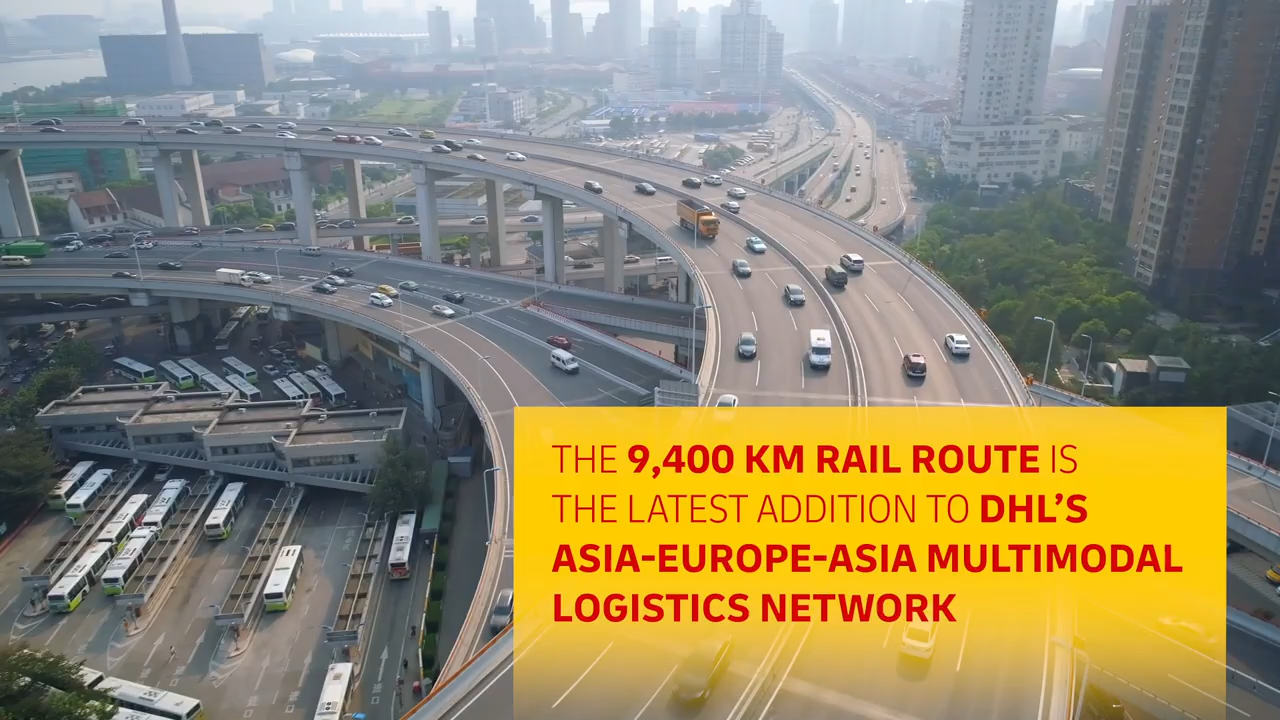 THE 9,400 KM RAIL ROUTE IS
THE LATEST ADDITION TO DHL'S
ASIA-EUROPE-ASIA MULTIMODAL
LOGISTICS NETWORK